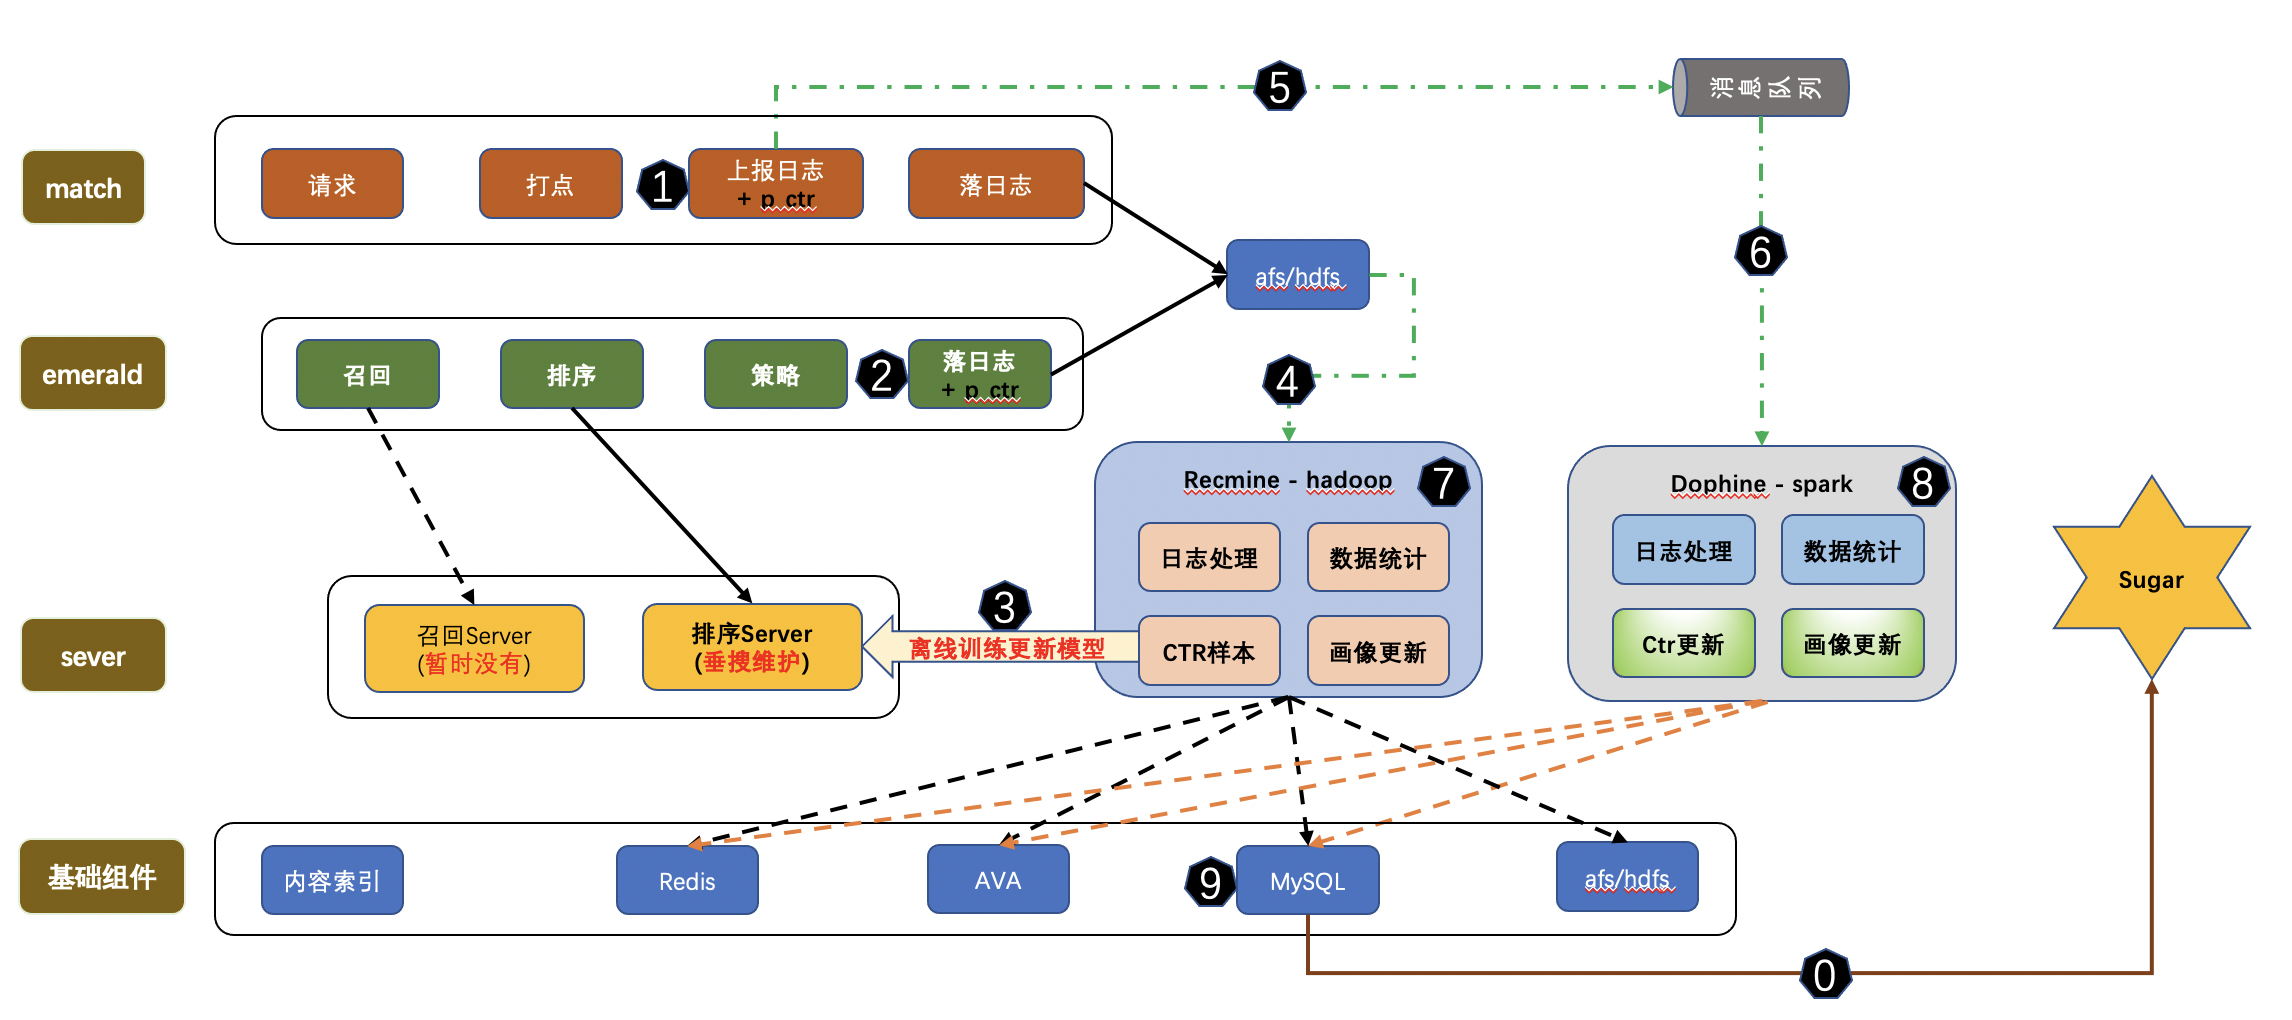 5
消息队列
match
请求
打点
1
上报日志
+ p_ctr
落日志
6
afs/hdfs
emerald
召回
排序
策略
2
落日志
+ p_ctr
4
Recmine - hadoop
7
Dophine - spark
8
日志处理
数据统计
日志处理
数据统计
Sugar
3
sever
召回Server
(暂时没有)
排序Server
(垂搜维护)
离线训练更新模型
CTR样本
画像更新
Ctr更新
画像更新
基础组件
内容索引
Redis
AVA
9
MySQL
afs/hdfs
0